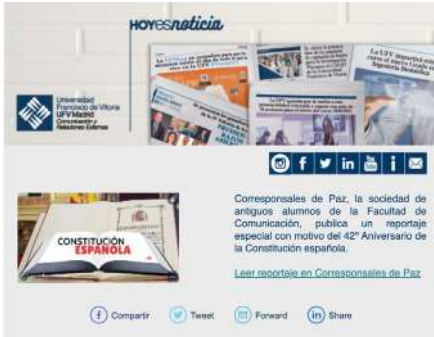 HOYesnoticia
Universidad
Francisco de Vitoria
UFV Madrid
Comunicación y
Relaciones Externas
CONSTITUCIÓN
ESPAÑOLA
Corresponsales de Paz, la sociedad de
antiguos alumnos de la Facultad de
Comunicación, publica un reportaje
especial con motivo del 42º Aniversario de
la Constitución española.
Leer reportaje en Corresponsales de Paz
Compartir
Tweet
Forward
Share